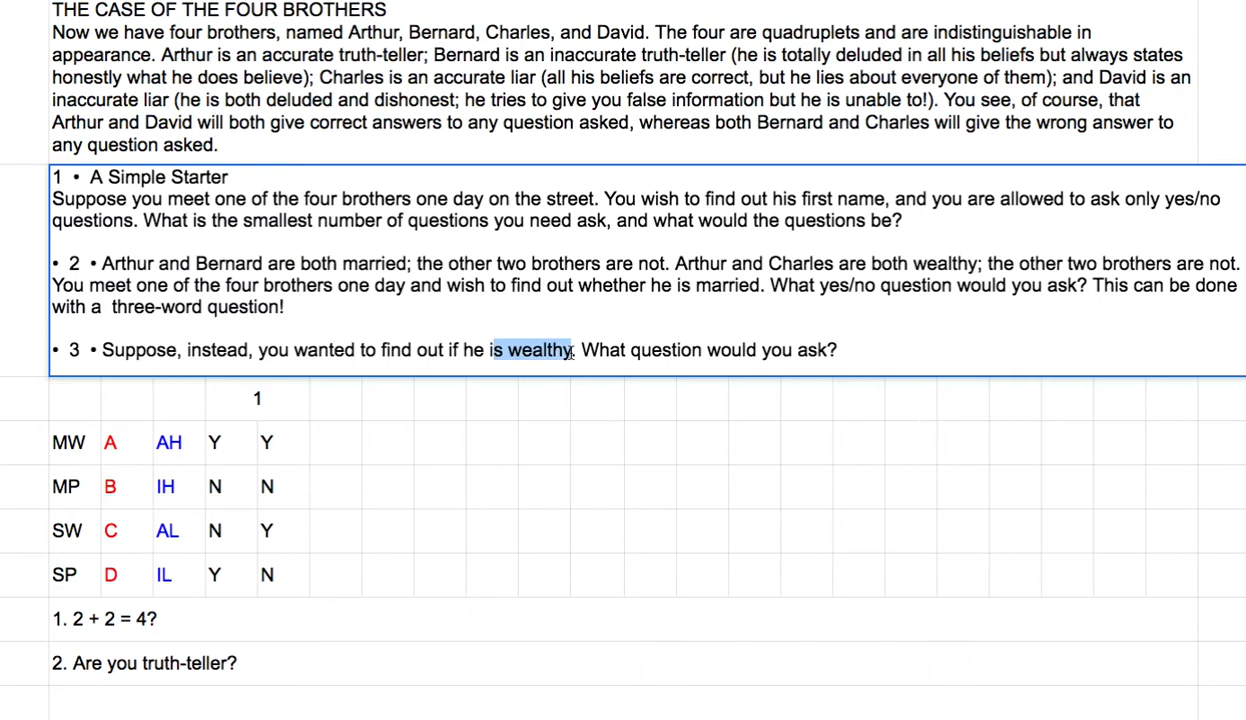 THE CASE OF THE FOUR BROTHERS
Now we have four brothers, named Arthur, Bernard, Charles, and David. The four are quadruplets and are indistinguishable in
appearance. Arthur is an accurate truth-teller; Bernard is an inaccurate truth-teller (he is totally deluded in all his beliefs but always states
honestly what he does believe); Charles is an accurate liar (all his beliefs are correct, but he lies about everyone of them); and David is an
inaccurate liar (he is both deluded and dishonest; he tries to give you false information but he is unable to!). You see, of course, that
Arthur and David will both give correct answers to any question asked, whereas both Bernard and Charles will give the wrong answer to
any question asked.
1 • A Simple Starter
Suppose you meet one of the four brothers one day on the street. You wish to find out his first name, and you are allowed to ask only yes/no
questions. What is the smallest number of questions you need ask, and what would the questions be?
• 2 • Arthur and Bernard are both married; the other two brothers are not. Arthur and Charles are both wealthy; the other two brothers are not.
You meet one of the four brothers one day and wish to find out whether he is married. What yes/no question would you ask? This can be done
with a three-word question!
• 3 • Suppose, instead, you wanted to find out if he is wealthy. What question would you ask?
1
MW A AH Y Y
MP B IH N N
SW C AL N Y
SP D IL Y N
1. 2 + 2 = 4?
2. Are you truth-teller?